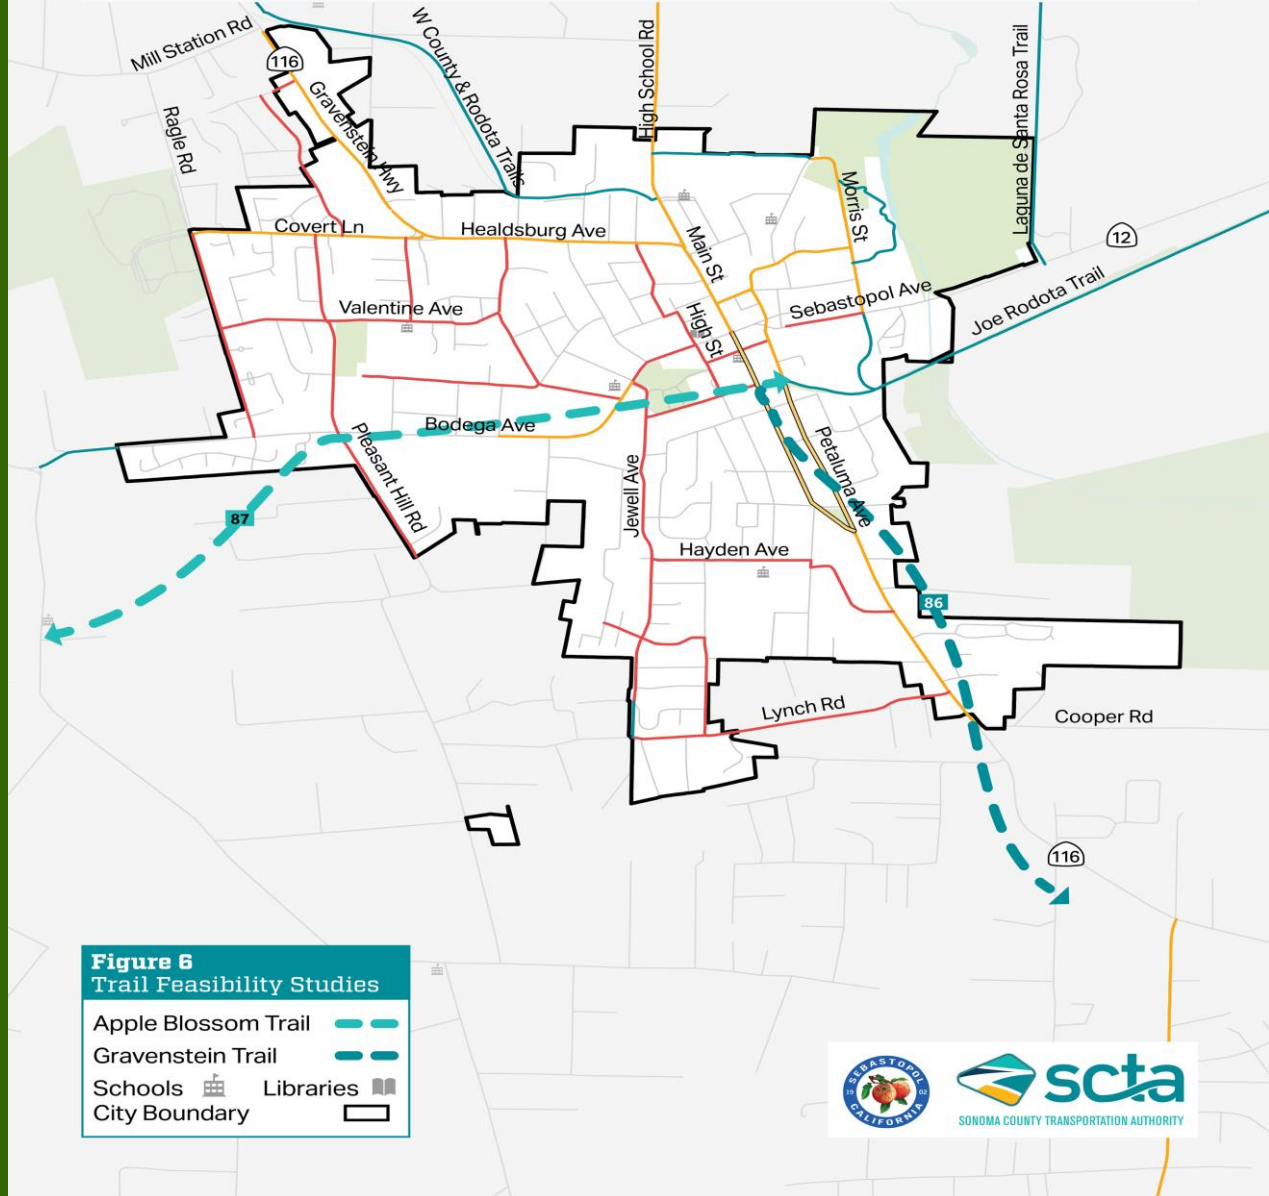 Mill Station Rd
116
W County & Rodota Trails
High School Rd
Laguna de Santa Rosa Trail
Ragle Rd
Gravenstein Hwy
Morris St
12
Covert Ln
Healdsburg Ave
Main St
Sebastopol Ave
Joe Rodota Trail
Valentine Ave
High St
Bodega Ave
Pleasant Hill Rd
Petaluma Ave
Jewell Ave
87
Hayden Ave
86
Lynch Rd
Cooper Rd
116
Figure 6
Trail Feasibility Studies
Apple Blossom Trail
Gravenstein Trail
Schools Libraries
City Boundary
SEBASTOPOL
19 02
CALIFORNIA
scta
SONOMA COUNTY TRANSPORTATION AUTHORITY